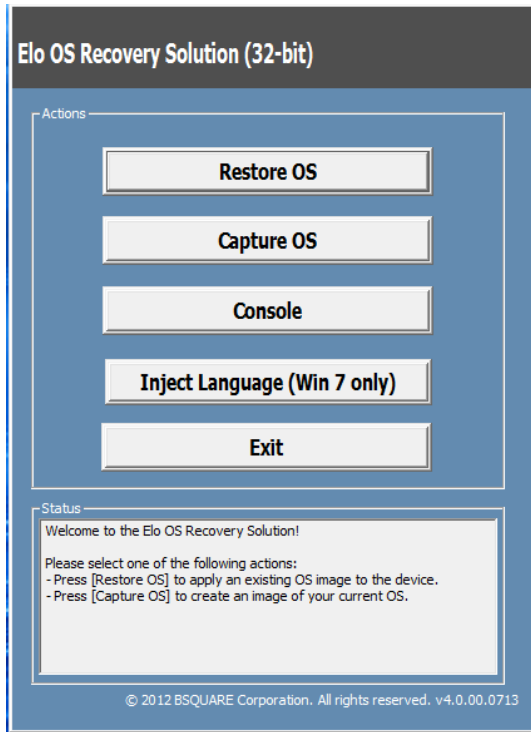 Elo OS Recovery Solution (32-bit)
Actions
Restore OS
Capture OS
Console
Inject Language (Win 7 only)
Exit
Status
Welcome to the Elo OS Recovery Solution!
Please select one of the following actions:
- Press [Restore OS] to apply an existing OS image to the device.
- Press [Capture OS] to create an image of your current OS.
© 2012 BSQUARE Corporation. All rights reserved. v4.0.00.0713